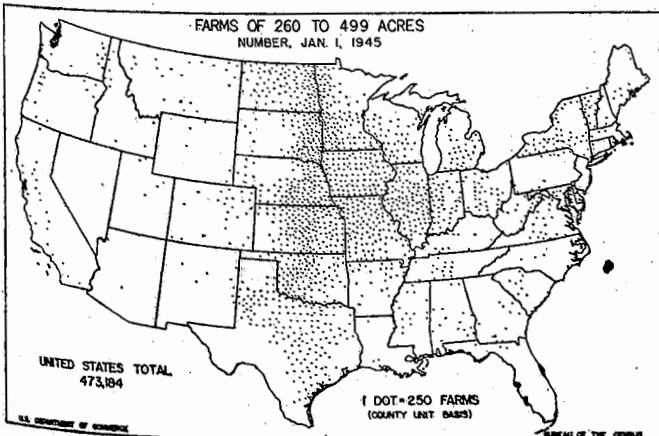 FARMS OF 260 TO 499 ACRES
NUMBER, JAN. 1, 1945
UNITED STATES TOTAL
473,184
1 DOT=250 FARMS
(COUNTY UNIT BASIS)
U.S. DEPARTMENT OF COMMERCE
BUREAU OF THE CENSUS